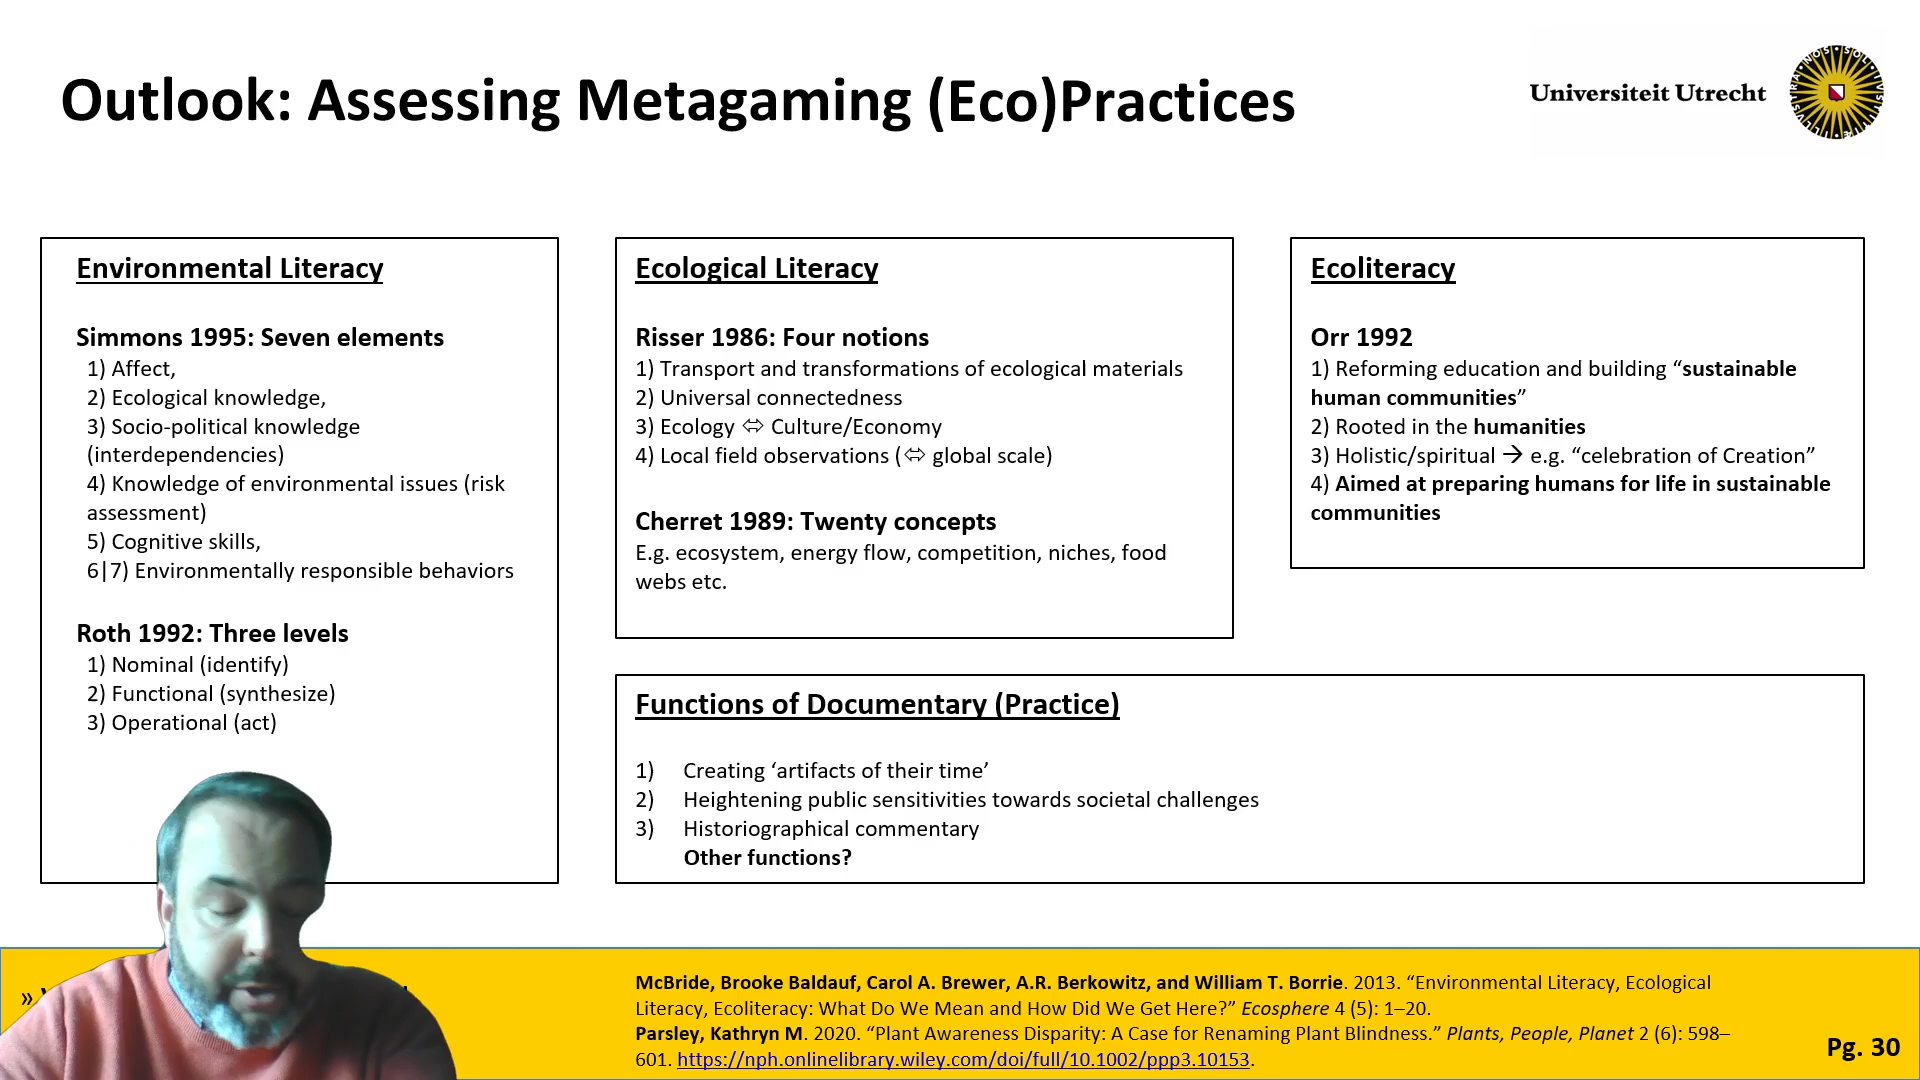 Outlook: Assessing Metagaming (Eco)Practices
Universiteit Utrecht
Environmental Literacy
Simmons 1995: Seven elements
1) Affect,
2) Ecological knowledge,
3) Socio-political knowledge
(interdependencies)
4) Knowledge of environmental issues (risk
assessment)
5) Cognitive skills,
6|7) Environmentally responsible behaviors
Roth 1992: Three levels
1) Nominal (identify)
2) Functional (synthesize)
3) Operational (act)
Ecological Literacy
Risser 1986: Four notions
1) Transport and transformations of ecological materials
2) Universal connectedness
3) Ecology ⬄ Culture/Economy
4) Local field observations (⬄ global scale)
Cherret 1989: Twenty concepts
E.g. ecosystem, energy flow, competition, niches, food
webs etc.
Ecoliteracy
Orr 1992
1) Reforming education and building “sustainable
human communities”
2) Rooted in the humanities
3) Holistic/spiritual → e.g. “celebration of Creation”
4) Aimed at preparing humans for life in sustainable
communities
Functions of Documentary (Practice)
1) Creating ‘artifacts of their time’
2) Heightening public sensitivities towards societal challenges
3) Historiographical commentary
Other functions?
»
McBride, Brooke Baldauf, Carol A. Brewer, A.R. Berkowitz, and William T. Borrie. 2013. “Environmental Literacy, Ecological
Literacy, Ecoliteracy: What Do We Mean and How Did We Get Here?” Ecosphere 4 (5): 1–20.
Parsley, Kathryn M. 2020. “Plant Awareness Disparity: A Case for Renaming Plant Blindness.” Plants, People, Planet 2 (6): 598–
601. https://nph.onlinelibrary.wiley.com/doi/full/10.1002/ppp3.10153.
Pg. 30